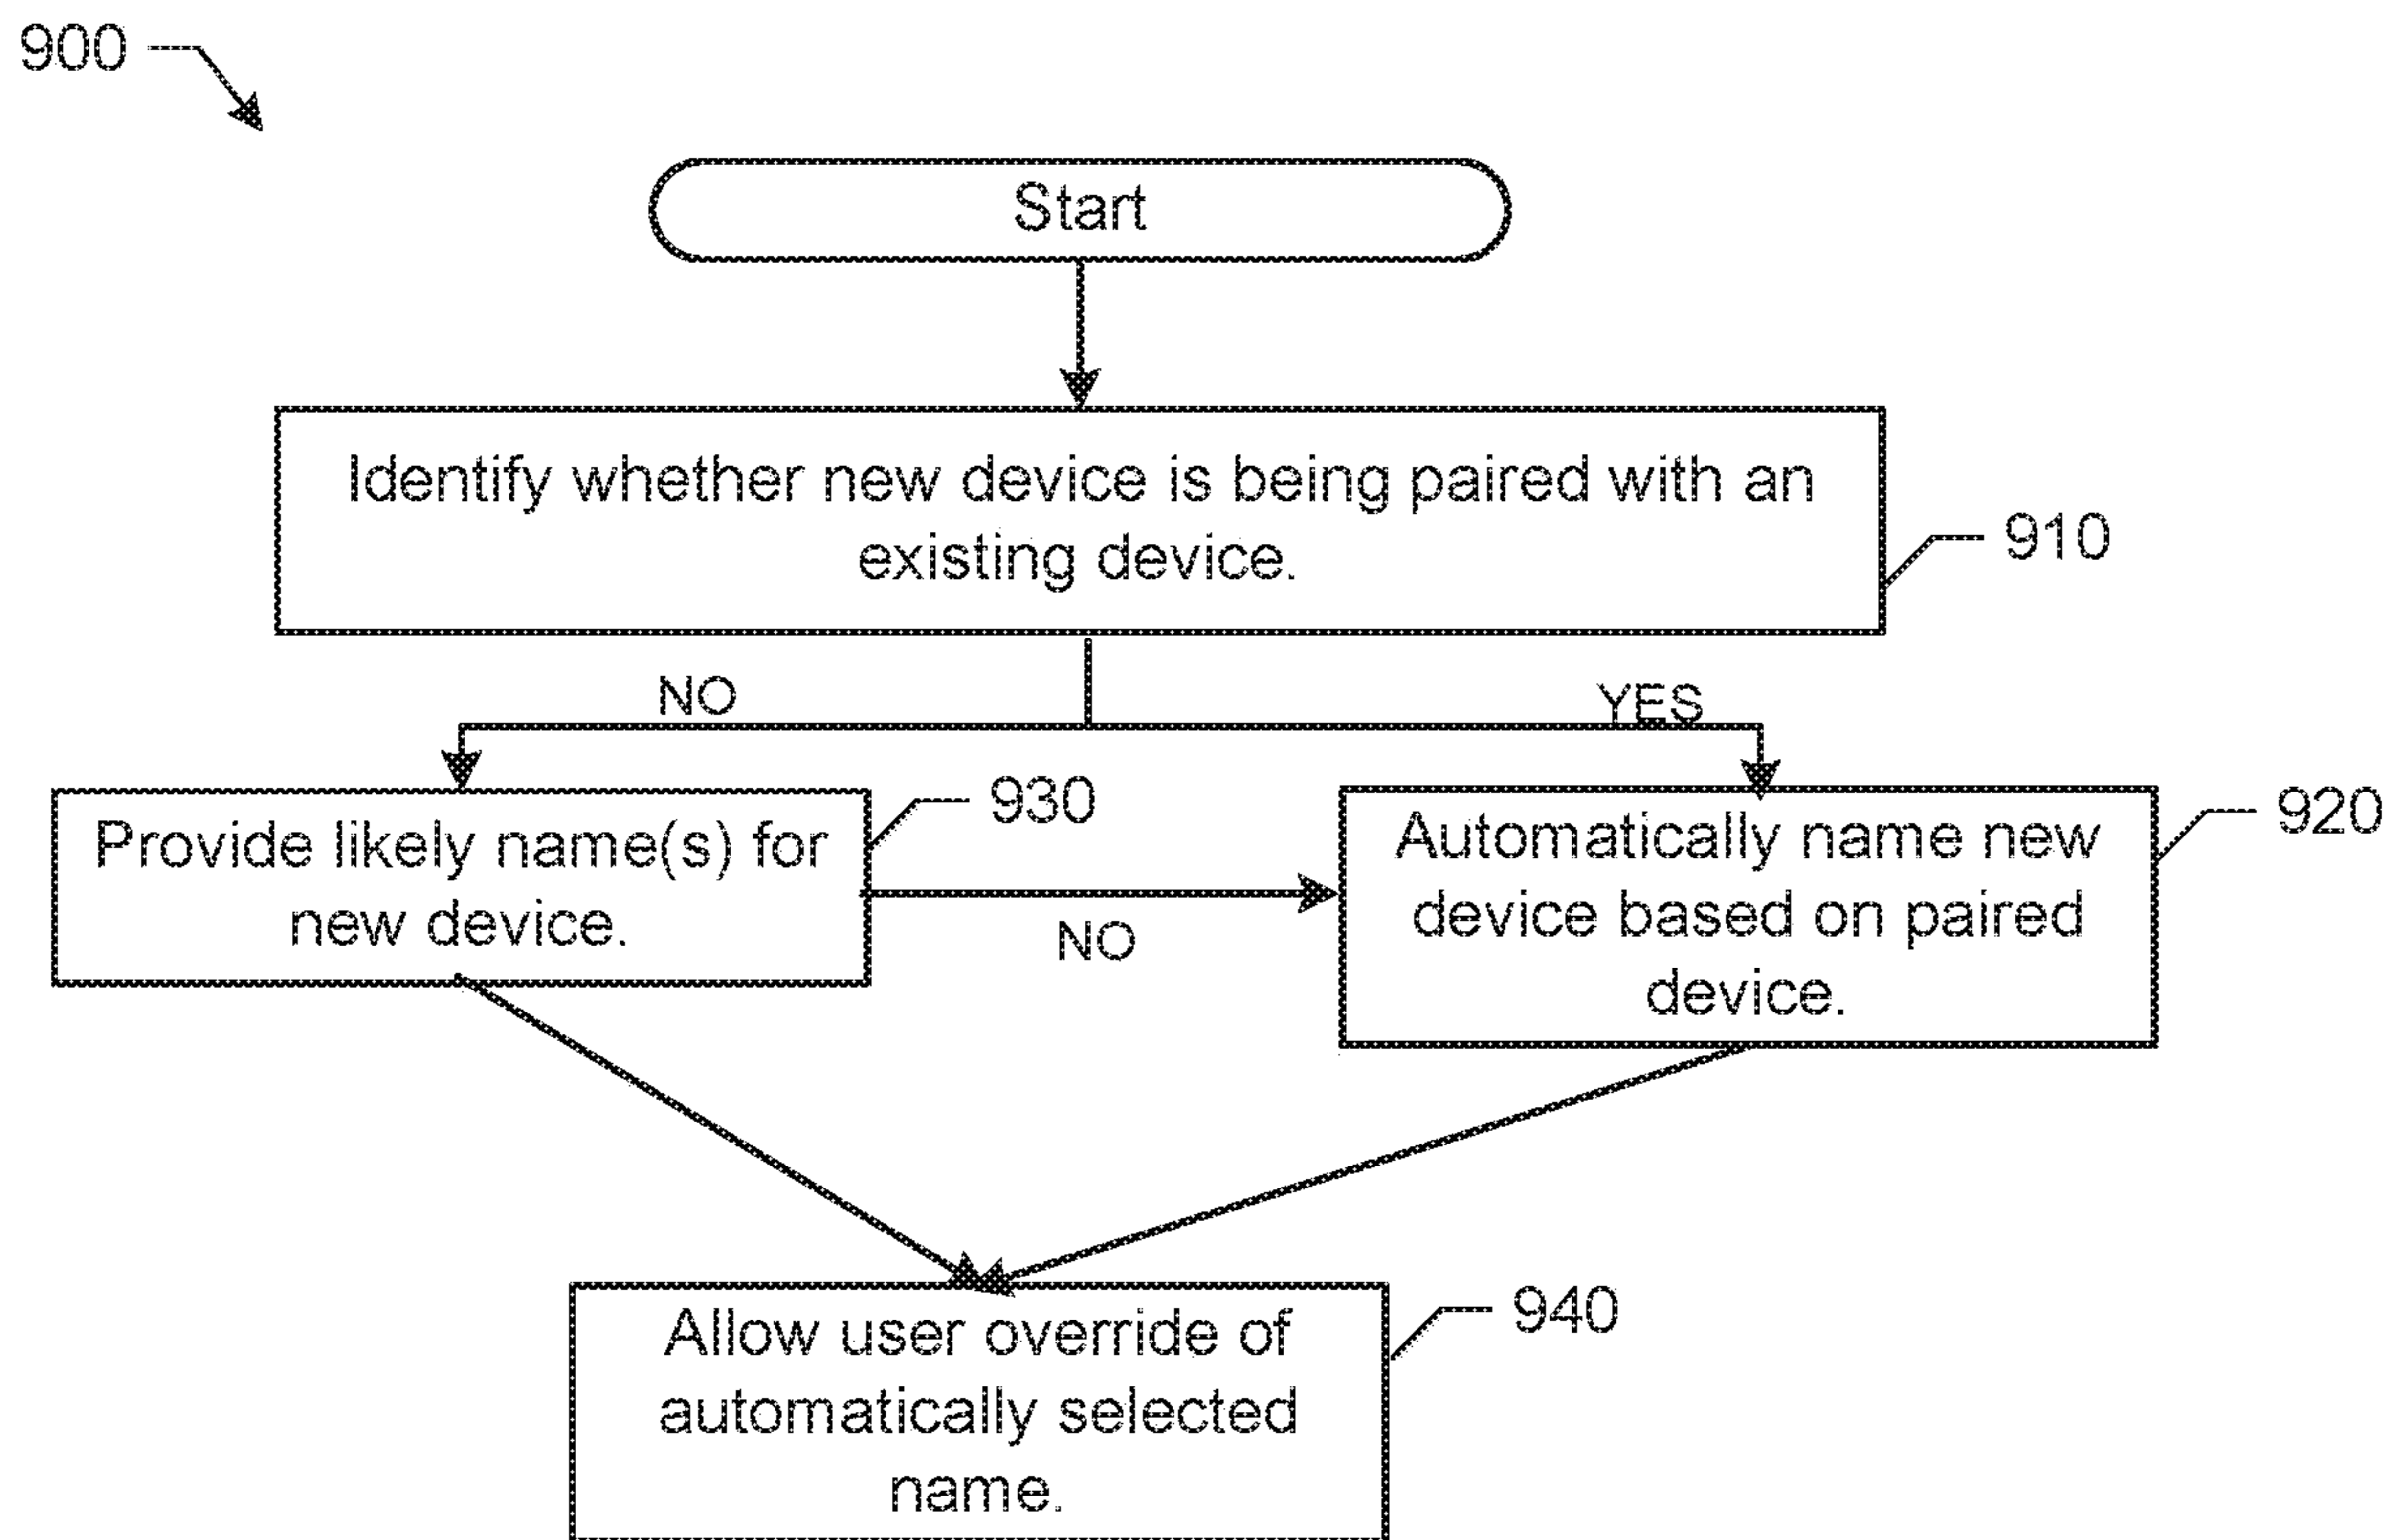 900
Start
Identify whether new device is being paired with an
existing device.
910
NO
YES
Provide likely name(s) for
new device.
930
NO
Automatically name new
device based on paired
device.
920
Allow user override of
automatically selected
name.
940